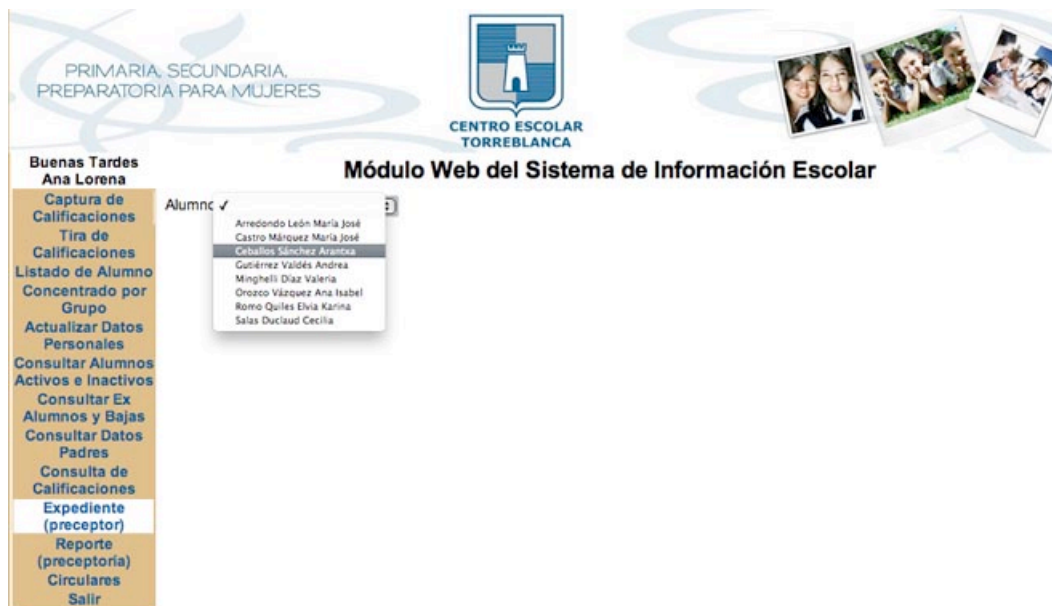 PRIMARIA, SECUNDARIA,
PREPARATORIA PARA MUJERES
CENTRO ESCOLAR
TORREBLANCA
Buenas Tardes
Ana Lorena
Módulo Web del Sistema de Información Escolar
Captura de
Calificaciones
Tira de
Calificaciones
Listado de Alumno
Concentrado por
Grupo
Actualizar Datos
Personales
Consultar Alumnos
Activos e Inactivos
Consultar Ex
Alumnos y Bajas
Consultar Datos
Padres
Consulta de
Calificaciones
Expediente
(preceptor)
Reporte
(preceptoría)
Circulares
Salir
Alumno ✓
Arredondo León María José
Castro Márquez María José
Ceballos Sánchez Arantxa
Gutiérrez Valdés Andrea
Minghelli Díaz Valeria
Orozco Vázquez Ana Isabel
Romo Quiles Elvia Karina
Salas Duclaud Cecilia